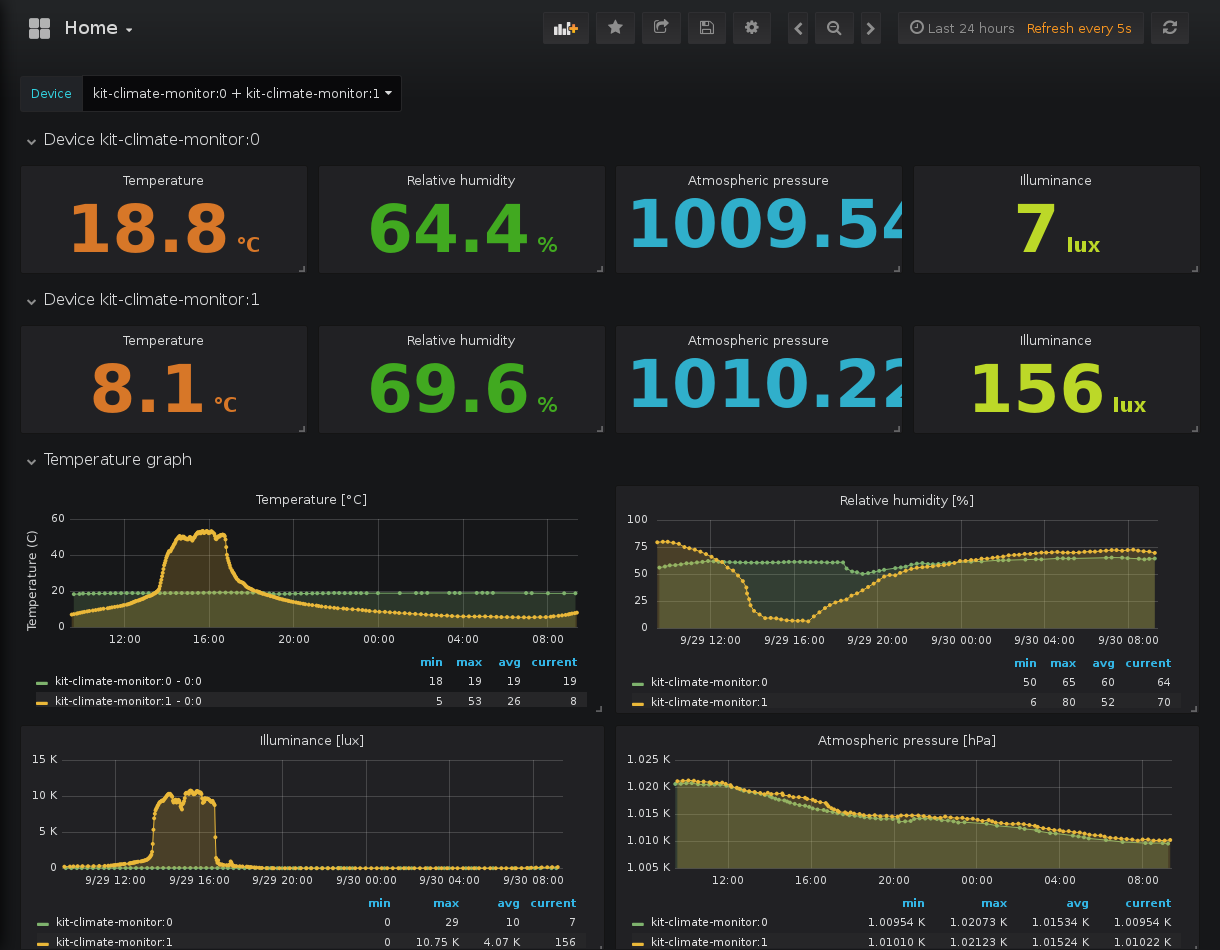 Home
Last 24 hours Refresh every 5s
Device kit-climate-monitor:0 + kit-climate-monitor:1
Device kit-climate-monitor:0
Temperature Relative humidity Atmospheric pressure Illuminance
18.8 °C 64.4 % 1009.54 7 lux
Device kit-climate-monitor:1
Temperature Relative humidity Atmospheric pressure Illuminance
8.1 °C 69.6 % 1010.22 156 lux
Temperature graph
Temperature [°C]
Temperature (C)
60
40
20
0
12:00 16:00 20:00 00:00 04:00 08:00
min max avg current
kit-climate-monitor:0 - 0:0 18 19 19 19
kit-climate-monitor:1 - 0:0 5 53 26 8
Relative humidity [%]
100
75
50
25
0
9/29 12:00 9/29 16:00 9/29 20:00 9/30 00:00 9/30 04:00 9/30 08:00
min max avg current
kit-climate-monitor:0 50 65 60 64
kit-climate-monitor:1 6 80 52 70
Illuminance [lux]
15 K
10 K
5 K
0
9/29 12:00 9/29 16:00 9/29 20:00 9/30 00:00 9/30 04:00 9/30 08:00
min max avg current
kit-climate-monitor:0 0 29 10 7
kit-climate-monitor:1 0 10.75 K 4.07 K 156
Atmospheric pressure [hPa]
1.025 K
1.020 K
1.015 K
1.010 K
1.005 K
12:00 16:00 20:00 00:00 04:00 08:00
min max avg current
kit-climate-monitor:0 1.00954 K 1.02073 K 1.01534 K 1.00954 K
kit-climate-monitor:1 1.01010 K 1.02123 K 1.01524 K 1.01022 K